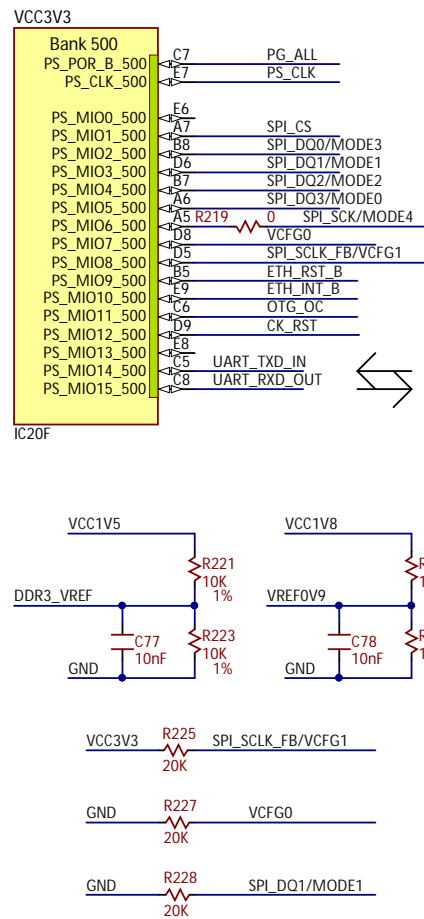 VCC3V3
Bank 500
PS_POR_B_500 C7 PG_ALL
PS_CLK_500 E7 PS_CLK
PS_MIO0_500 E6
PS_MIO1_500 A7 SPI_CS
PS_MIO2_500 B8 SPI_DQ0/MODE3
PS_MIO3_500 D6 SPI_DQ1/MODE1
PS_MIO4_500 B7 SPI_DQ2/MODE2
PS_MIO5_500 A6 SPI_DQ3/MODE0
PS_MIO6_500 A5 R219 0 SPI_SCK/MODE4
PS_MIO7_500 D8 VCFG0
PS_MIO8_500 D5 SPI_SCLK_FB/VCFG1
PS_MIO9_500 B5 ETH_RST_B
PS_MIO10_500 E9 ETH_INT_B
PS_MIO11_500 C6 OTG_OC
PS_MIO12_500 D9 CK_RST
PS_MIO13_500 E8
PS_MIO14_500 C5 UART_TXD_IN
PS_MIO15_500 C8 UART_RXD_OUT
IC20F
VCC1V5 VCC1V8
R221 R
10K 1
1%
DDR3_VREF VREF0V9
R223 R
C77 10K C78 1
10nF 1% 10nF
GND GND
VCC3V3 R225 SPI_SCLK_FB/VCFG1
20K
GND R227 VCFG0
20K
GND R228 SPI_DQ1/MODE1
20K